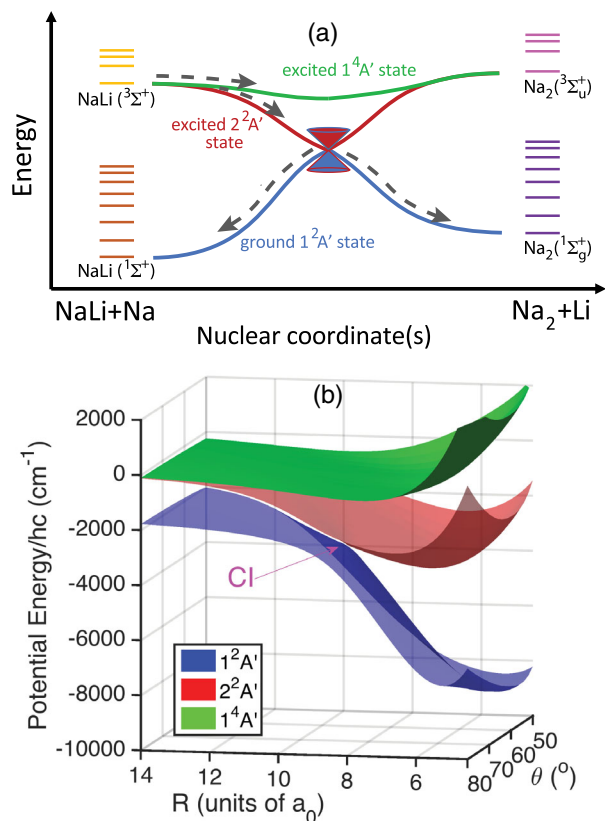 (a)
excited 1⁴A′ state
NaLi (³Σ⁺)
Na₂(³Σᵤ⁺)
excited 2²A′
state
Energy
ground 1²A′ state
NaLi (¹Σ⁺)
Na₂(¹Σg⁺)
NaLi+Na
Na₂+Li
Nuclear coordinate(s)
(b)
2000
0
-2000
-4000
-6000
-8000
-10000
Potential Energy/hc (cm⁻¹)
CI
1²A'
2²A'
1⁴A'
14
12
10
8
6
R (units of a₀)
80
70
60
50
θ (°)